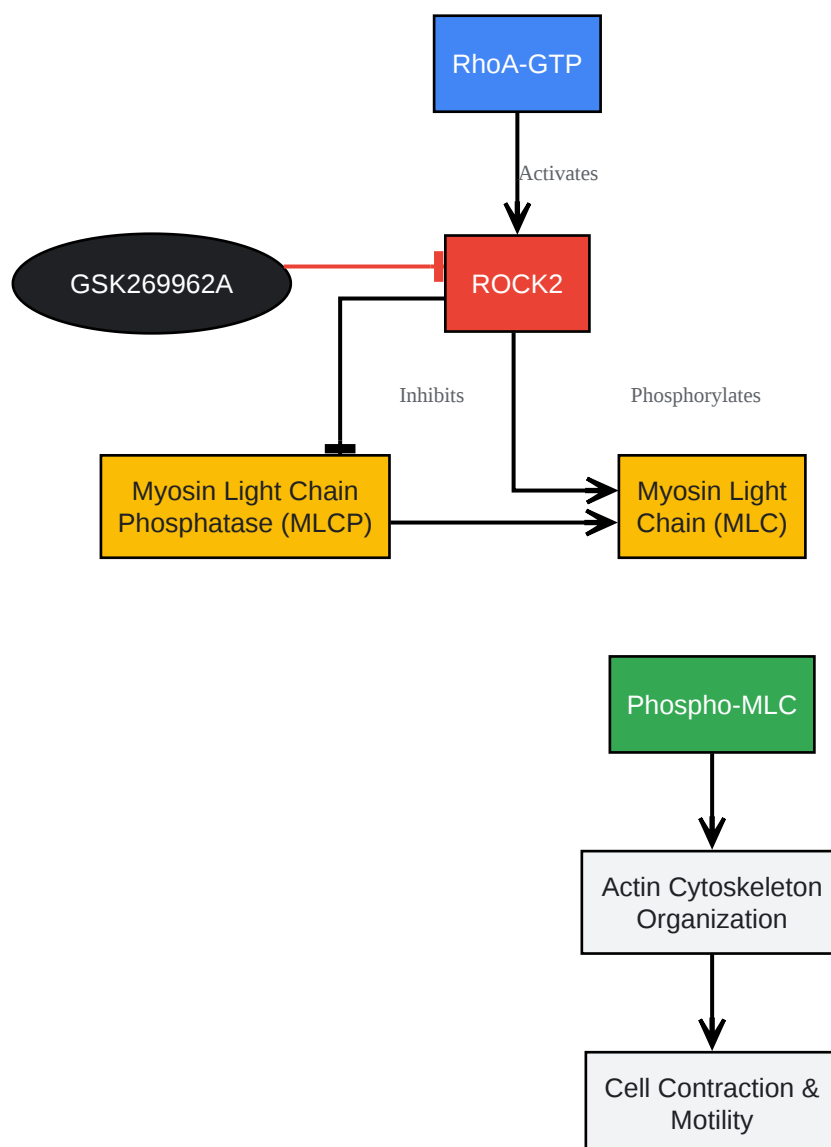 RhoA-GTP
Activates
GSK269962A
ROCK2
Inhibits
Phosphorylates
Myosin Light Chain
Phosphatase (MLCP)
Myosin Light
Chain (MLC)
Phospho-MLC
Actin Cytoskeleton
Organization
Cell Contraction &
Motility